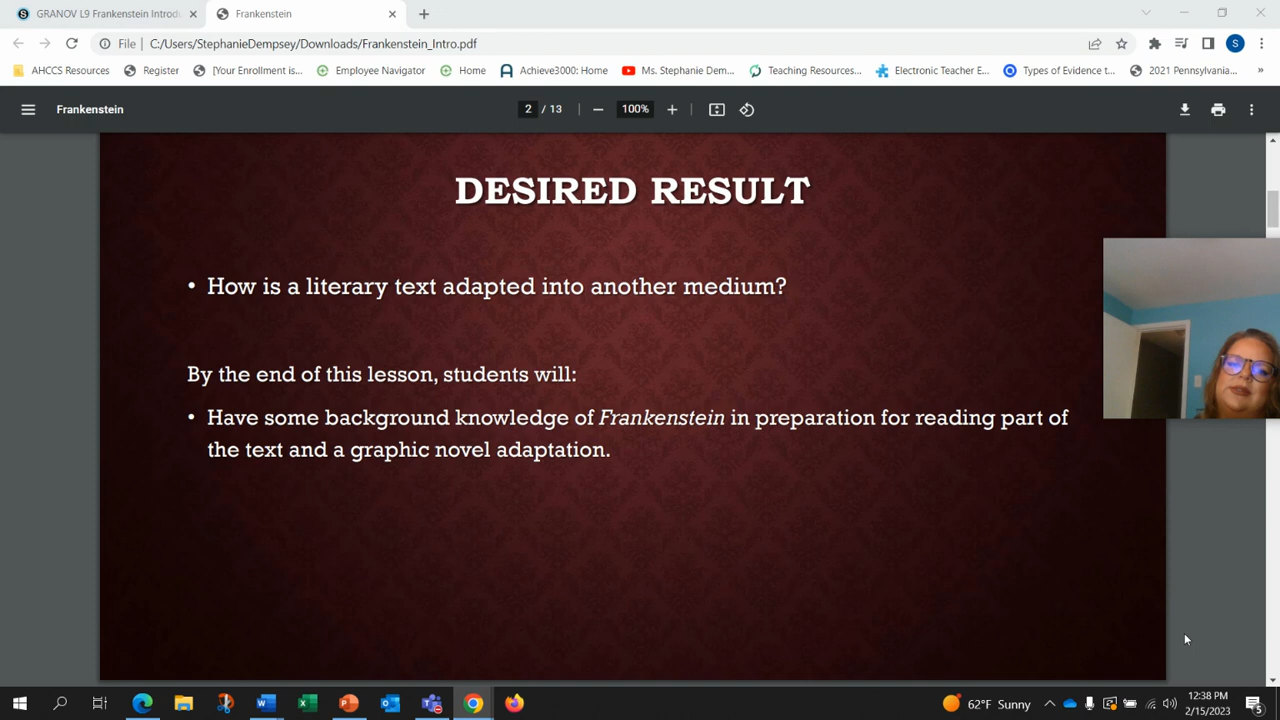 GRANOV L9 Frankenstein Introdu
Frankenstein
File | C:/Users/StephanieDempsey/Downloads/Frankenstein_Intro.pdf
S
AHCCS Resources
Register
[Your Enrollment is...
Employee Navigator
Home
Achieve3000: Home
Ms. Stephanie Dem...
Teaching Resources...
Electronic Teacher E...
Types of Evidence t...
2021 Pennsylvania...
»
Frankenstein
2 / 13
100%
DESIRED RESULT
• How is a literary text adapted into another medium?
By the end of this lesson, students will:
• Have some background knowledge of Frankenstein in preparation for reading part of
the text and a graphic novel adaptation.
62°F Sunny
12:38 PM
2/15/2023
5